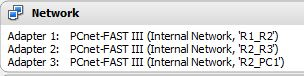 Network
Adapter 1: PCnet-FAST III (Internal Network, 'R1_R2')
Adapter 2: PCnet-FAST III (Internal Network, 'R2_R3')
Adapter 3: PCnet-FAST III (Internal Network, 'R2_PC1')